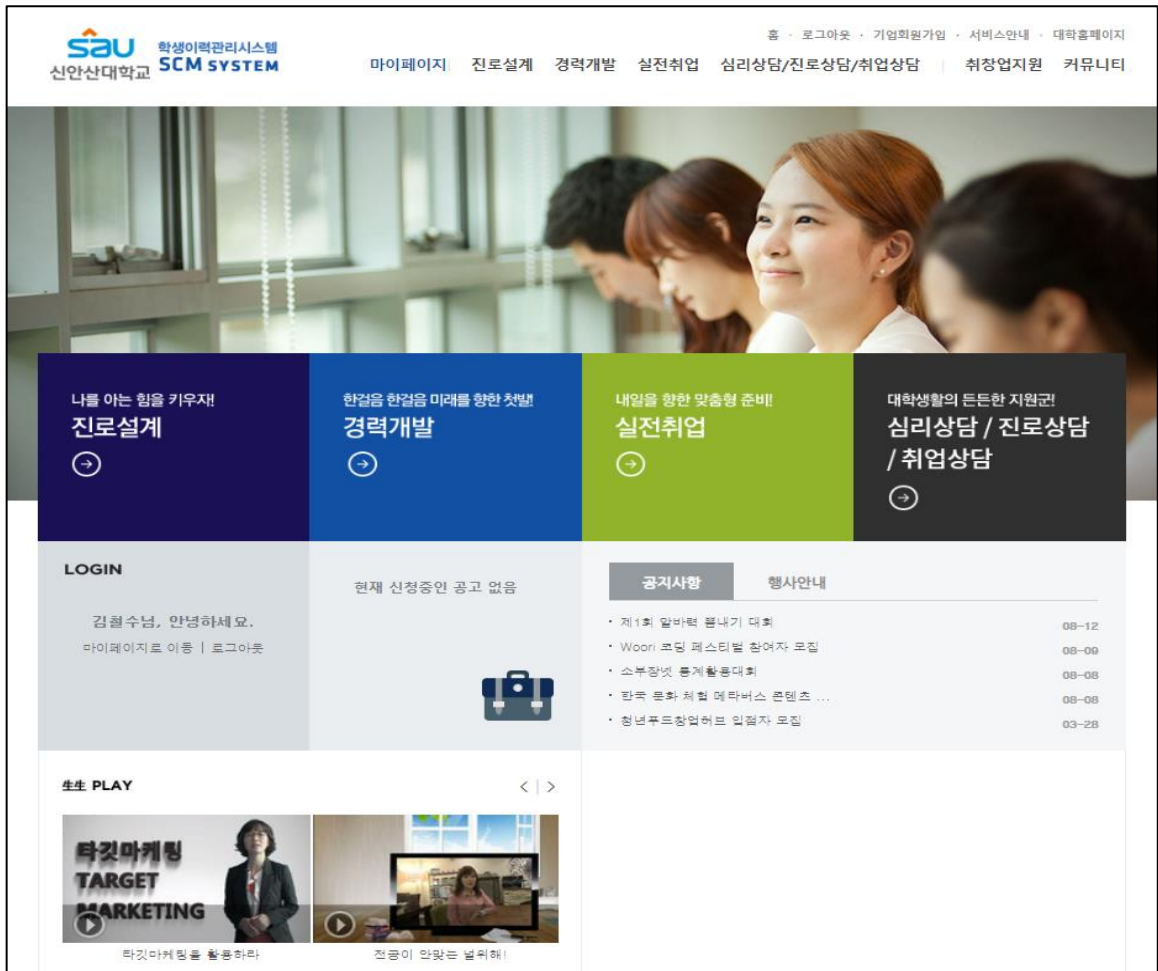 sau
신안산대학교
학생이력관리시스템
SCM SYSTEM
홈 · 로그아웃 · 기업회원가입 · 서비스안내 · 대학홈페이지
마이페이지 진로설계 경력개발 실전취업 심리상담/진로상담/취업상담 취창업지원 커뮤니티
나를 아는 힘을 키우자!
진로설계
한걸음 한걸음 미래를 향한 첫발!
경력개발
내일을 향한 맞춤형 준비!
실전취업
대학생활의 든든한 지원군!
심리상담 / 진로상담
/ 취업상담
LOGIN
김철수님, 안녕하세요.
마이페이지로 이동 | 로그아웃
현재 신청중인 공고 없음
공지사항 행사안내
· 제1회 알바력 뽐내기 대회 08-12
· Woori 코딩 페스티벌 참여자 모집 08-09
· 소부장넷 통계활용대회 08-08
· 한국 문화 체험 메타버스 콘텐츠 ... 08-08
· 청년푸드창업허브 입점자 모집 03-28
生生 PLAY
타깃마케팅
TARGET
MARKETING
타깃마케팅을 활용하라
전공이 안맞는 널위해!